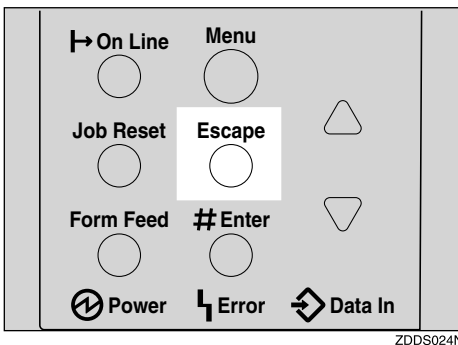 On Line Menu
Job Reset Escape
Form Feed # Enter
Power Error Data In
ZDDS024N